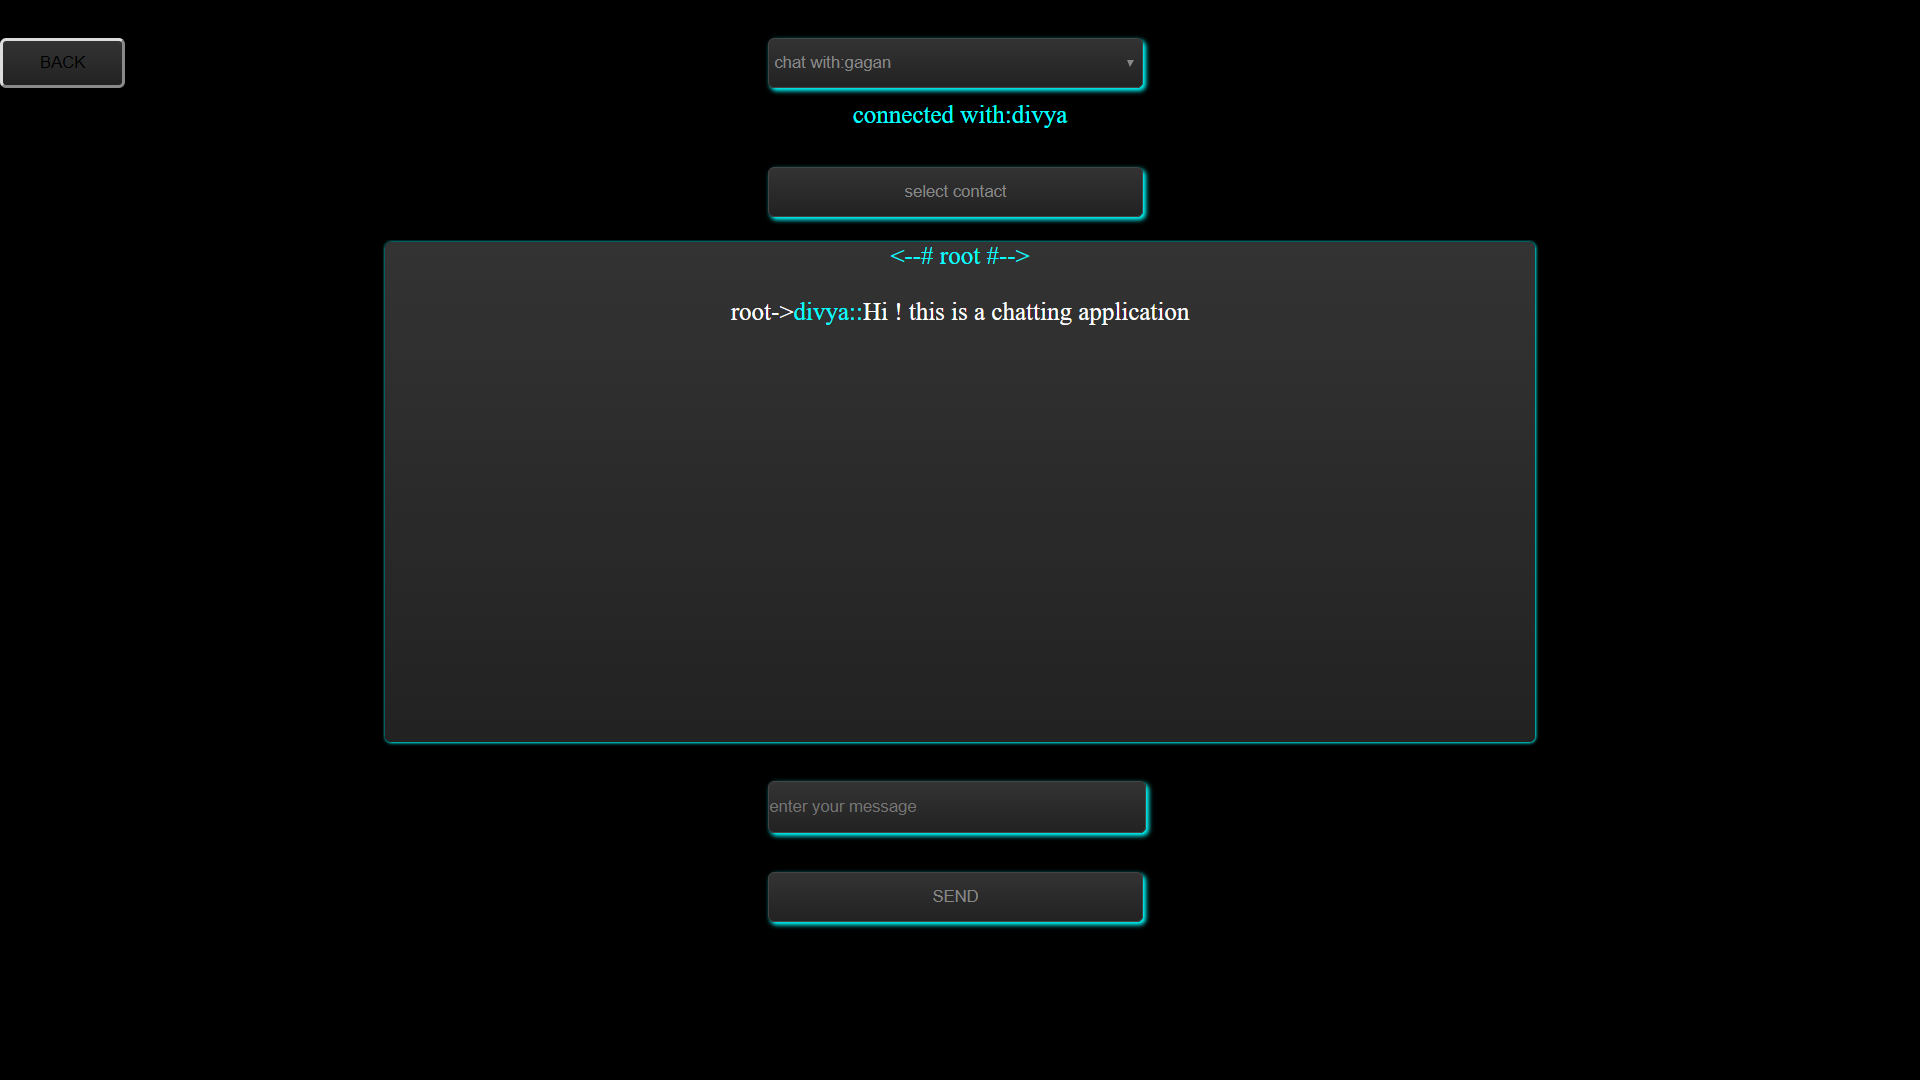 BACK
chat with:gagan
connected with:divya
select contact
<--# root #-->
root->divya::Hi ! this is a chatting application
enter your message
SEND